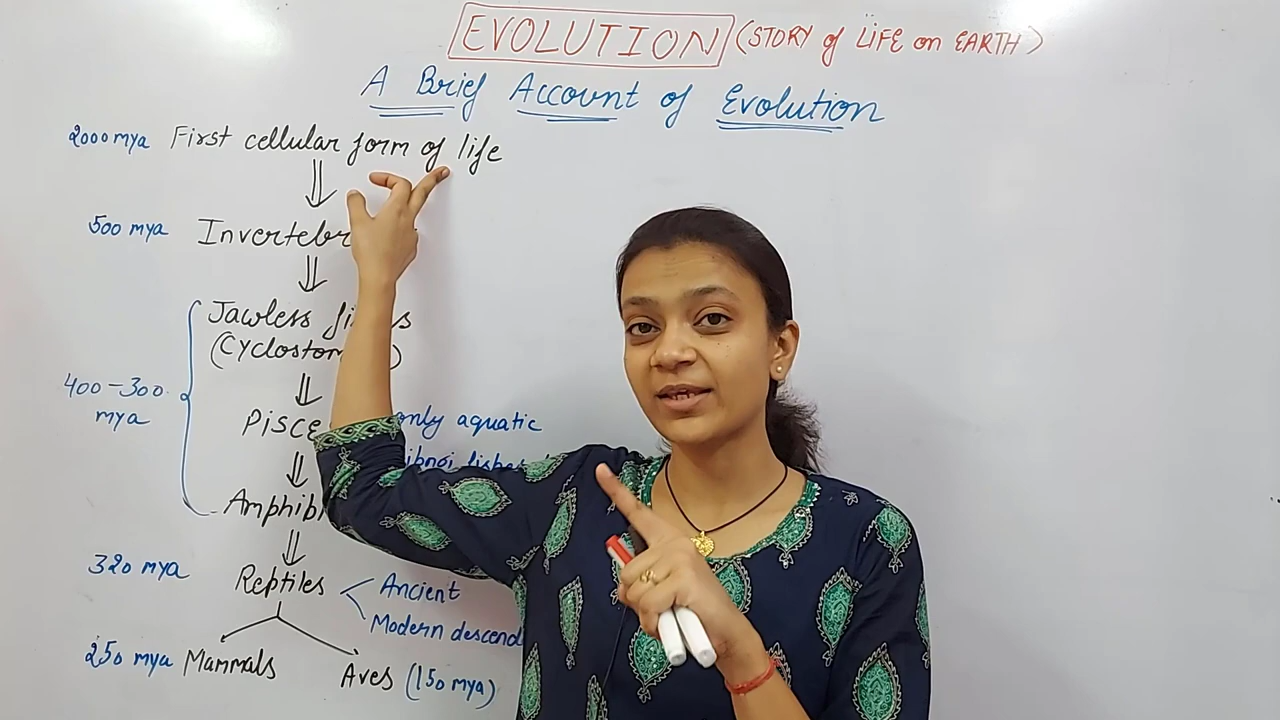 EVOLUTION (STORY of LIFE on EARTH)
A Brief Account of Evolution
2000 mya First cellular form of life
500 mya
Jawless
400-300 mya
only aquatic
320 mya Reptiles Ancient
Modern
250 mya Mammals Aves (150 mya)